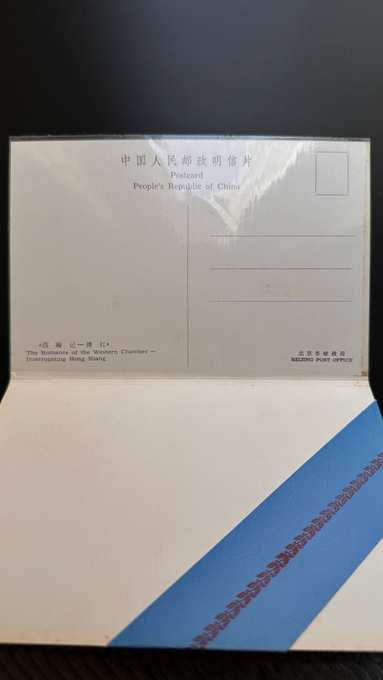 中国人民邮政明信片
Postcard
People's Republic of China
《西厢记—拷红》
The Romance of the Western Chamber —
Interrogating Hong Niang
北京市邮政局
BEIJING POST OFFICE